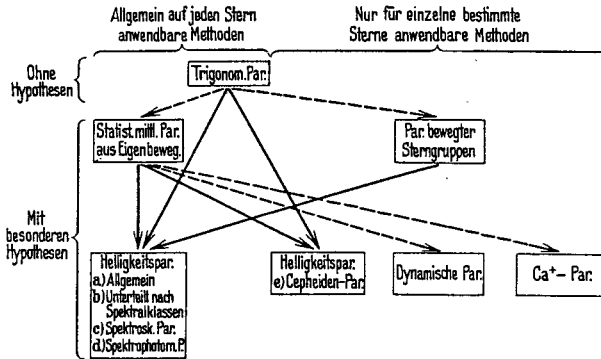 Allgemein auf jeden Stern
anwendbare Methoden
Nur für einzelne bestimmte
Sterne anwendbare Methoden
Ohne
Hypothesen
Trigonom. Par.
Statist. mittl. Par.
aus Eigenbeweg.
Par. bewegter
Sterngruppen
Mit
besonderen
Hypothesen
Helligkeitspar.
a) Allgemein
b) Unterteilt nach
Spektralklassen
c) Spektrosk. Par.
d) Spektrophotom. P.
Helligkeitspar.
e) Cepheiden-Par.
Dynamische Par.
Ca⁺- Par.